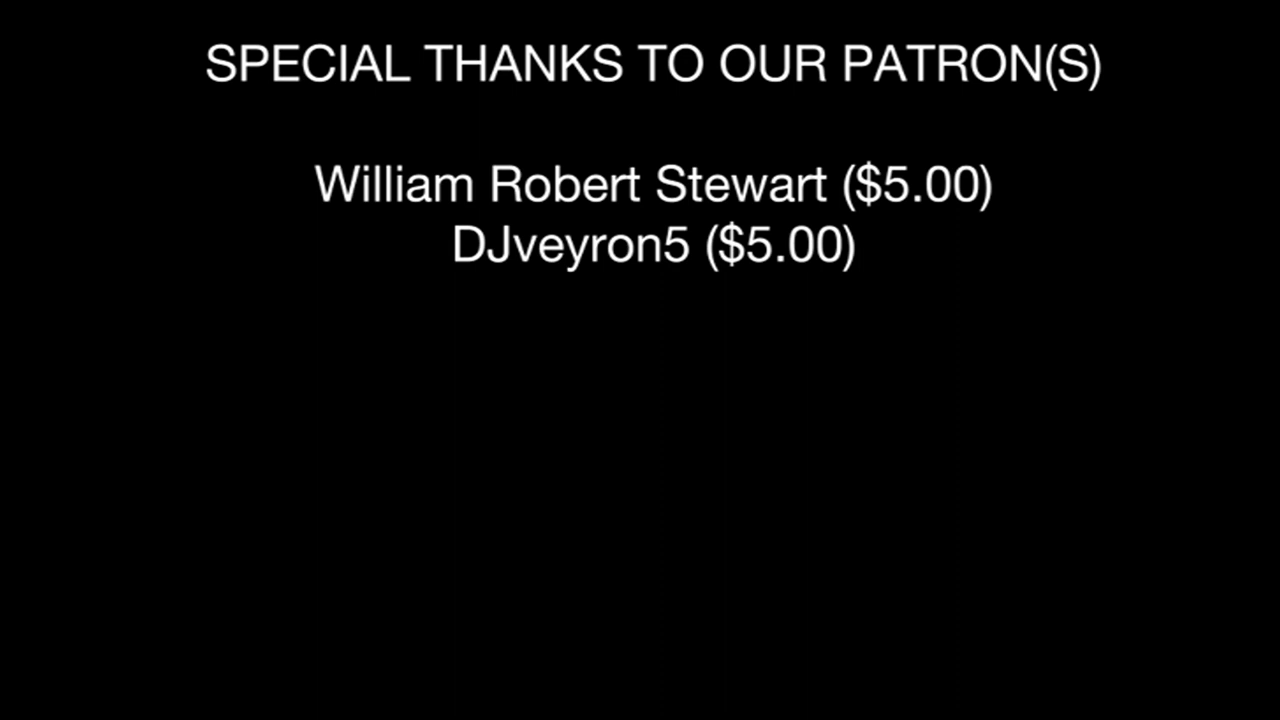 SPECIAL THANKS TO OUR PATRON(S)
William Robert Stewart ($5.00)
DJveyron5 ($5.00)